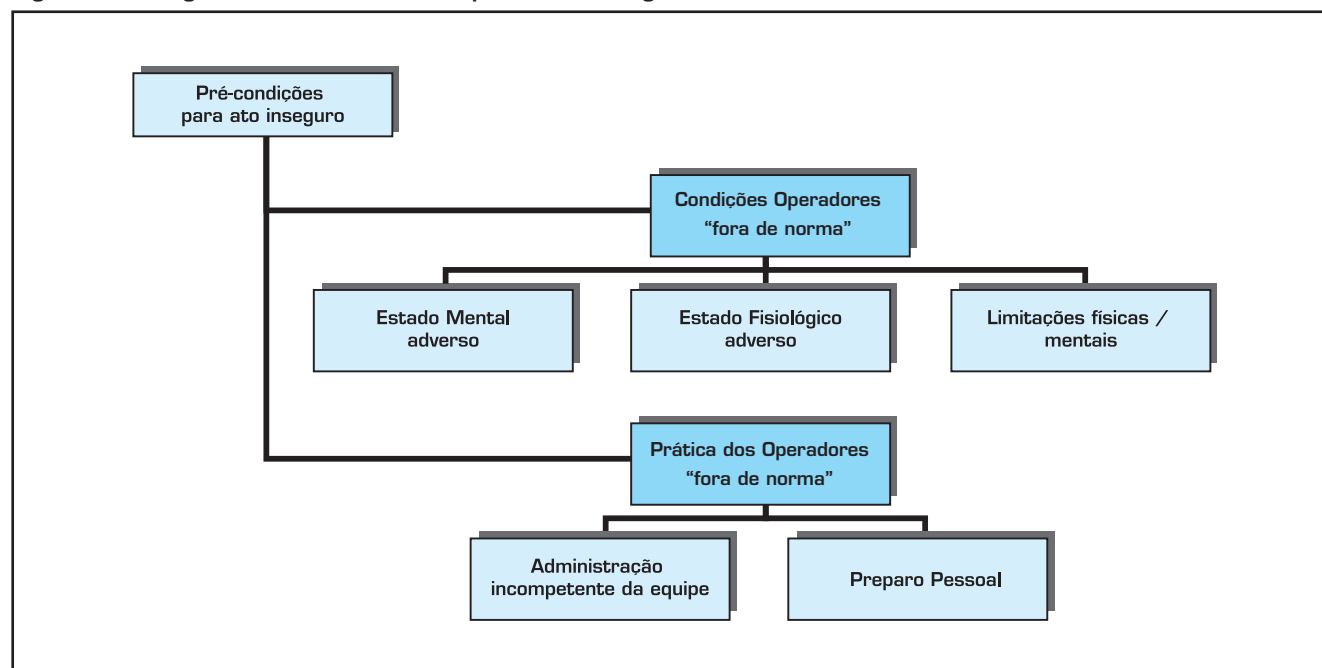 Pré-condições
para ato inseguro
Condições Operadores
“fora de norma”
Estado Mental
adverso
Estado Fisiológico
adverso
Limitações físicas /
mentais
Prática dos Operadores
“fora de norma”
Administração
incompetente da equipe
Preparo Pessoal